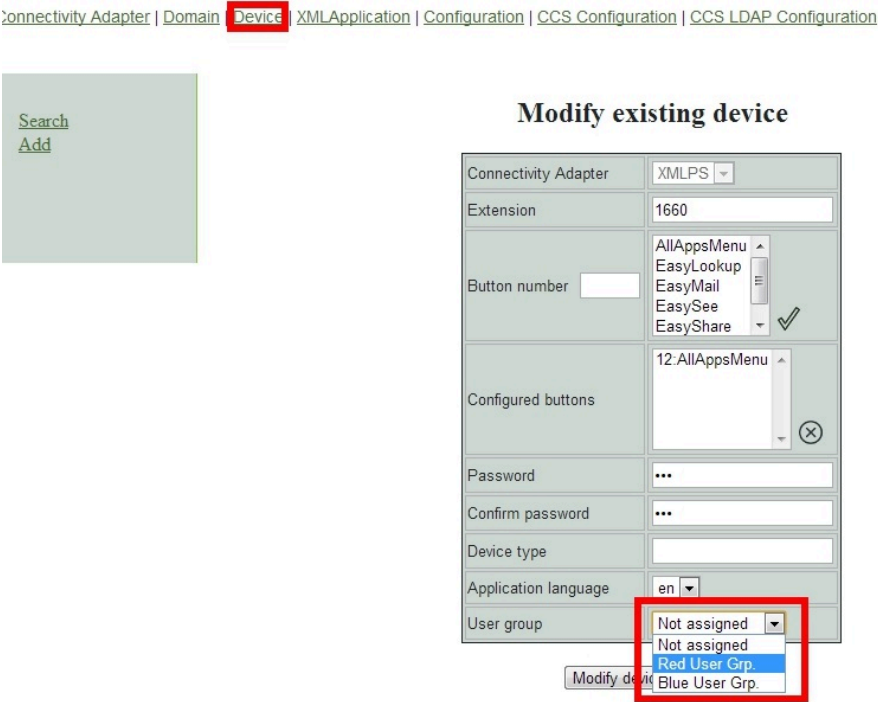 onnectivity Adapter | Domain | Device | XMLApplication | Configuration | CCS Configuration | CCS LDAP Configuration
Search
Add
Modify existing device
Connectivity Adapter XMLPS
Extension 1660
Button number
AllAppsMenu
EasyLookup
EasyMail
EasySee
EasyShare
Configured buttons
12:AllAppsMenu
Password •••
Confirm password •••
Device type
Application language en
User group Not assigned
Not assigned
Red User Grp.
Blue User Grp.
Modify devi